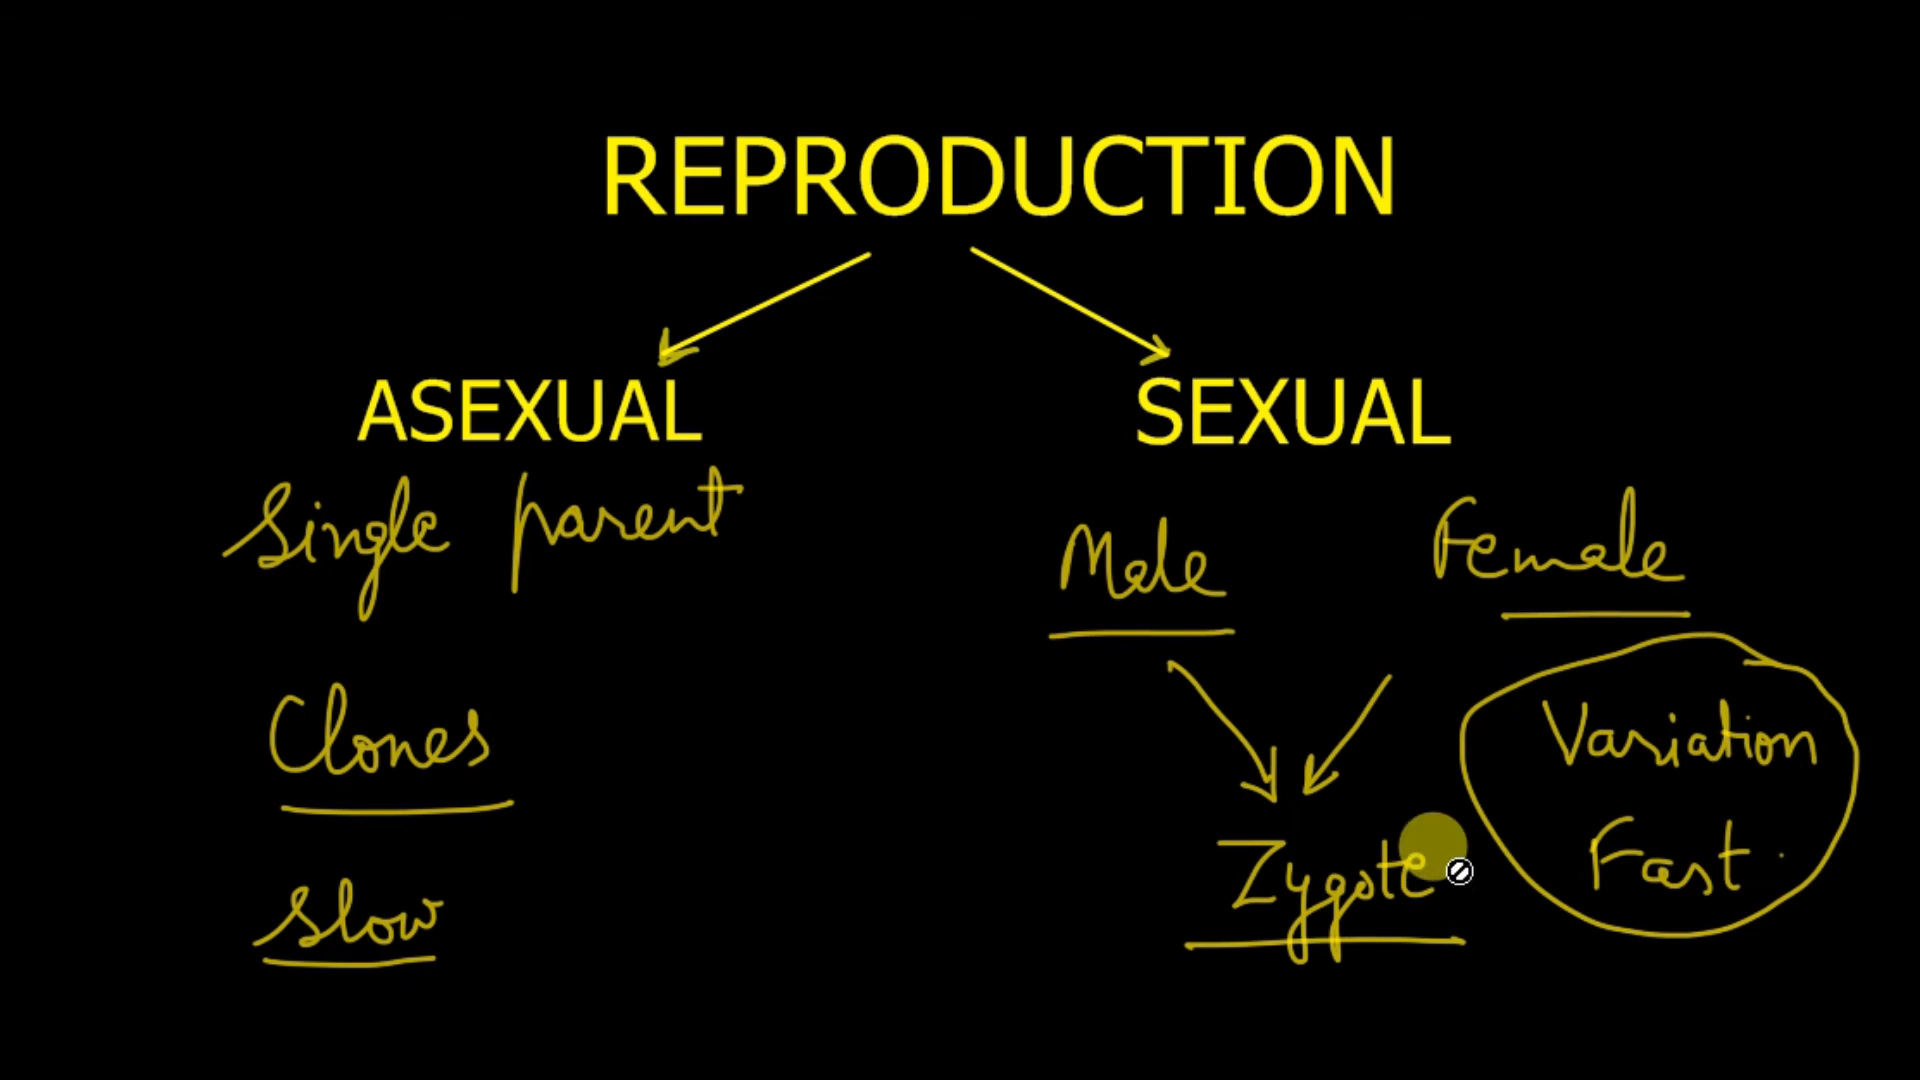 REPRODUCTION
ASEXUAL
SEXUAL
Single parent
Male
Female
Clones
Variation
Zygote
Fast
Slow